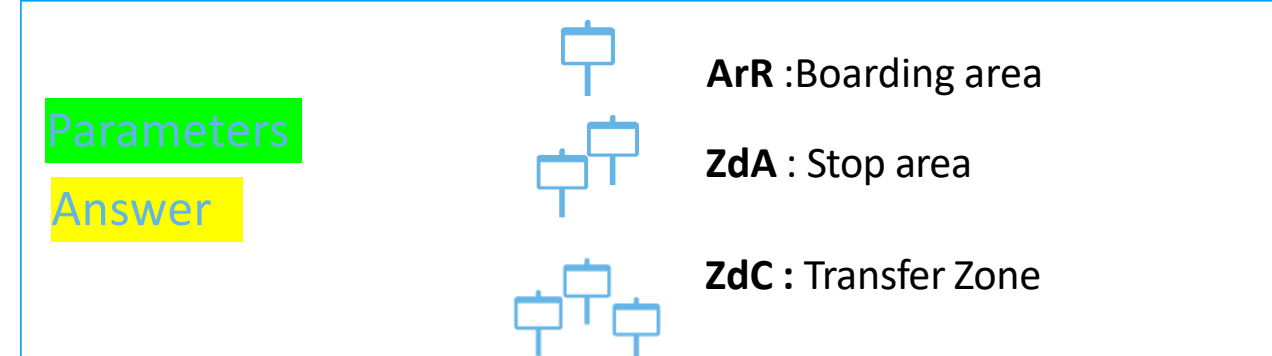 Parameters
Answer
ArR :Boarding area
ZdA : Stop area
ZdC : Transfer Zone